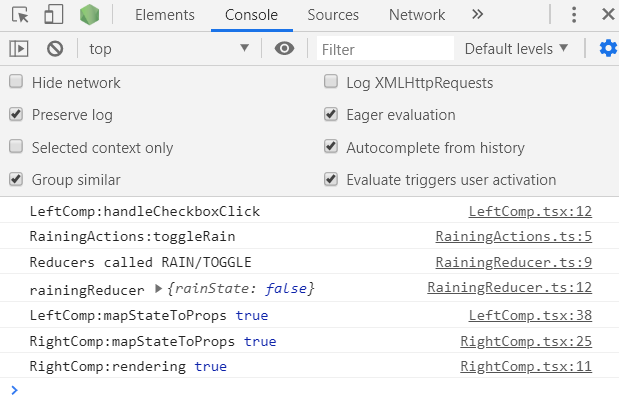 Elements Console Sources Network »
top Filter Default levels
Hide network Log XMLHttpRequests
Preserve log Eager evaluation
Selected context only Autocomplete from history
Group similar Evaluate triggers user activation
LeftComp:handleCheckboxClick LeftComp.tsx:12
RainingActions:toggleRain RainingActions.ts:5
Reducers called RAIN/TOGGLE RainingReducer.ts:9
rainingReducer {rainState: false} RainingReducer.ts:12
LeftComp:mapStateToProps true LeftComp.tsx:38
RightComp:mapStateToProps true RightComp.tsx:25
RightComp:rendering true RightComp.tsx:11